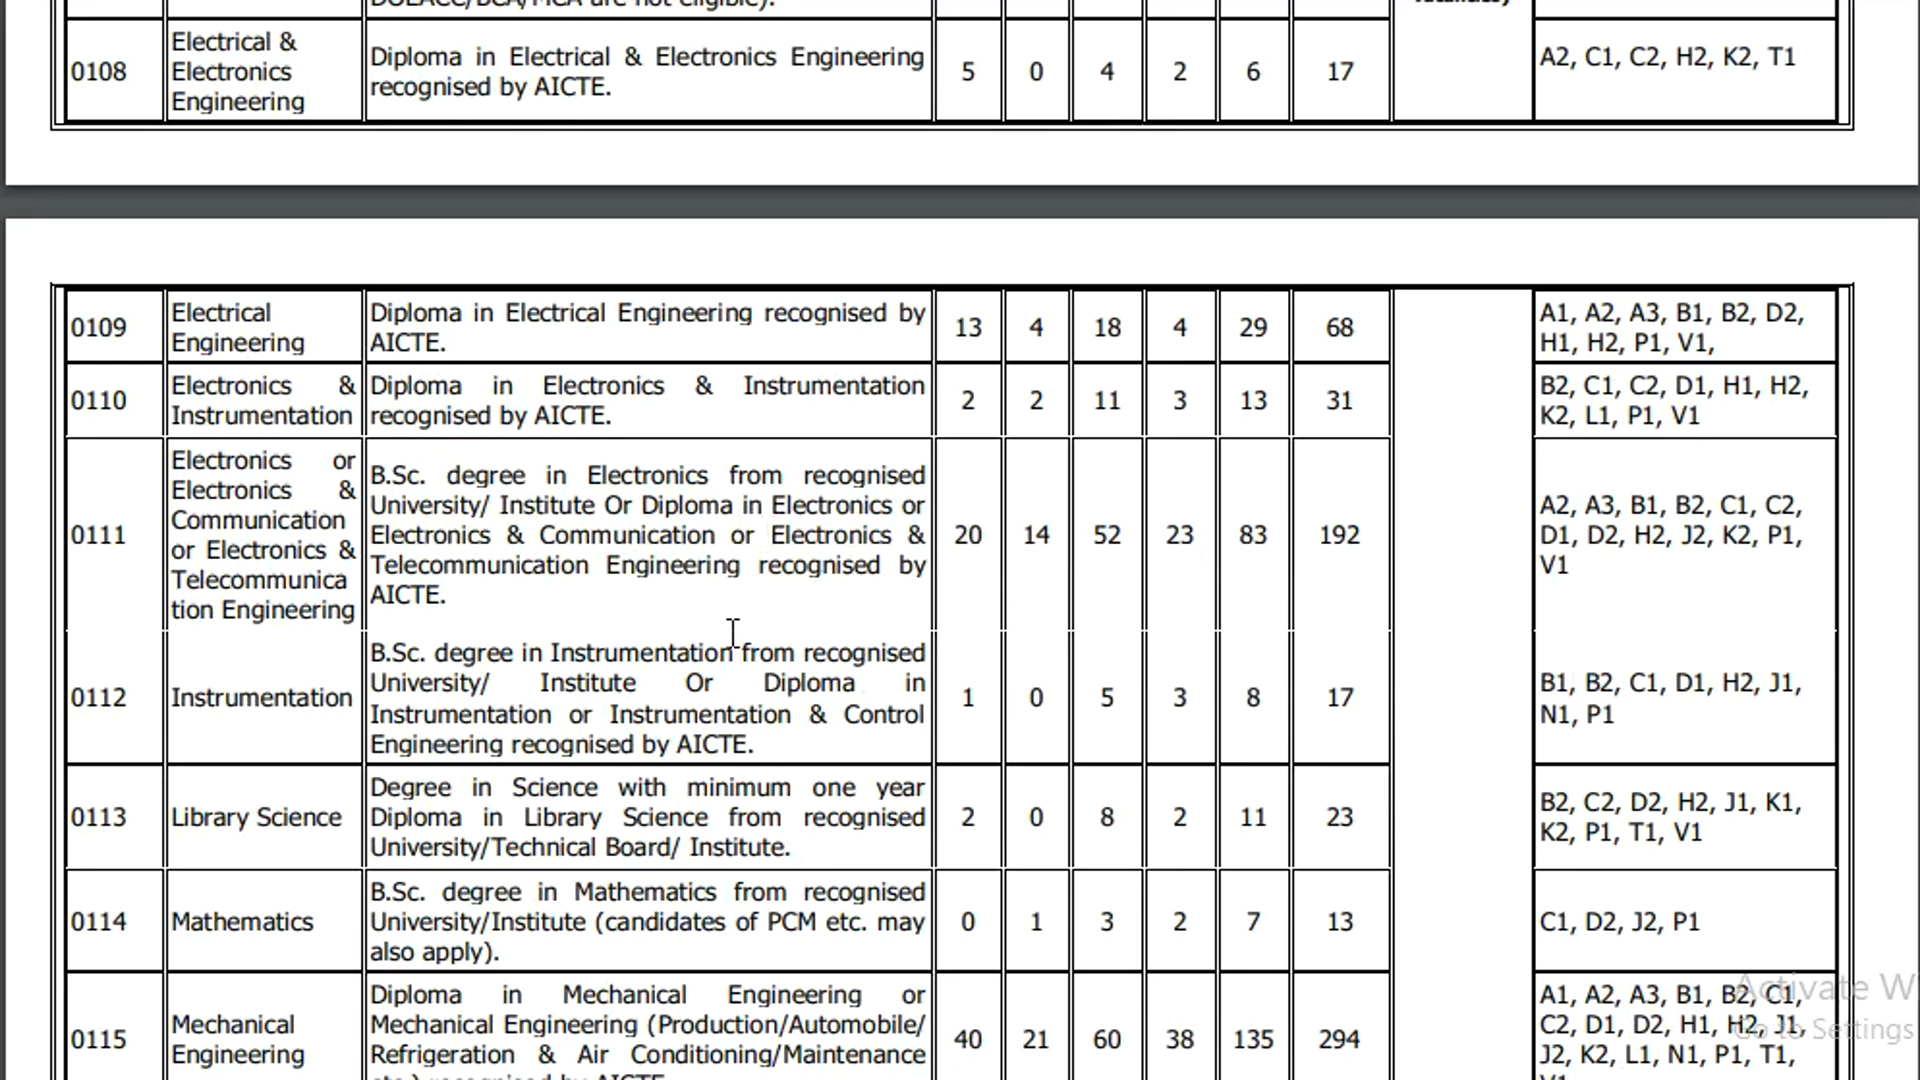 0108
Electrical &
Electronics
Engineering
Diploma in Electrical & Electronics Engineering
recognised by AICTE.
5 0 4 2 6 17
A2, C1, C2, H2, K2, T1
0109
Electrical
Engineering
Diploma in Electrical Engineering recognised by
AICTE.
13 4 18 4 29 68
A1, A2, A3, B1, B2, D2,
H1, H2, P1, V1,
0110
Electronics &
Instrumentation
Diploma in Electronics & Instrumentation
recognised by AICTE.
2 2 11 3 13 31
B2, C1, C2, D1, H1, H2,
K2, L1, P1, V1
0111
Electronics or
Electronics &
Communication
or Electronics &
Telecommunica
tion Engineering
B.Sc. degree in Electronics from recognised
University/ Institute Or Diploma in Electronics or
Electronics & Communication or Electronics &
Telecommunication Engineering recognised by
AICTE.
20 14 52 23 83 192
A2, A3, B1, B2, C1, C2,
D1, D2, H2, J2, K2, P1,
V1
0112
Instrumentation
B.Sc. degree in Instrumentation from recognised
University/ Institute Or Diploma in
Instrumentation or Instrumentation & Control
Engineering recognised by AICTE.
1 0 5 3 8 17
B1, B2, C1, D1, H2, J1,
N1, P1
0113
Library Science
Degree in Science with minimum one year
Diploma in Library Science from recognised
University/Technical Board/ Institute.
2 0 8 2 11 23
B2, C2, D2, H2, J1, K1,
K2, P1, T1, V1
0114
Mathematics
B.Sc. degree in Mathematics from recognised
University/Institute (candidates of PCM etc. may
also apply).
0 1 3 2 7 13
C1, D2, J2, P1
0115
Mechanical
Engineering
Diploma in Mechanical Engineering or
Mechanical Engineering (Production/Automobile/
Refrigeration & Air Conditioning/Maintenance
40 21 60 38 135 294
A1, A2, A3, B1, B2, C1,
C2, D1, D2, H1, H2, J1,
J2, K2, L1, N1, P1, T1,
Activate W
Go to Settings